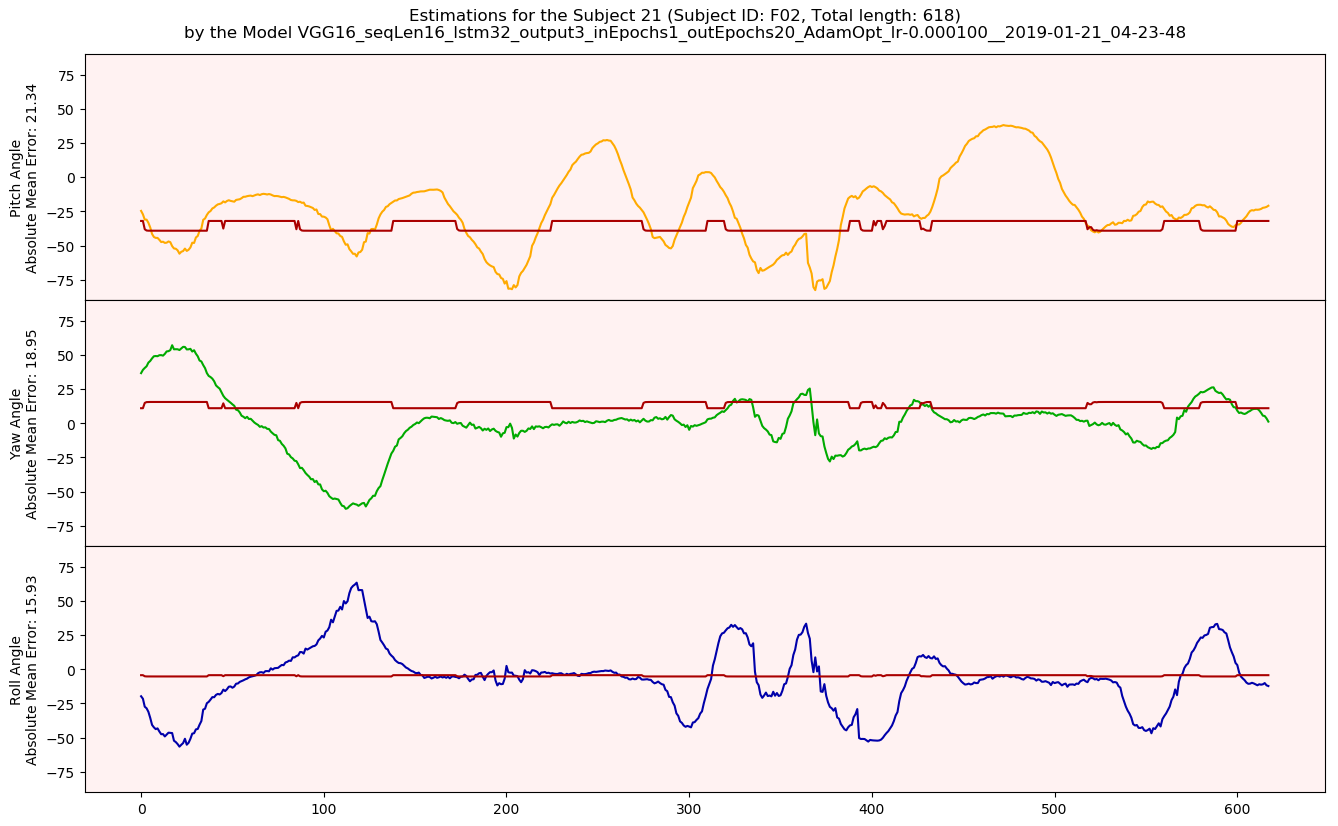 Estimations for the Subject 21 (Subject ID: F02, Total length: 618)
by the Model VGG16_seqLen16_lstm32_output3_inEpochs1_outEpochs20_AdamOpt_lr-0.000100__2019-01-21_04-23-48
Pitch Angle
Absolute Mean Error: 21.34
75
50
25
0
−25
−50
−75
Yaw Angle
Absolute Mean Error: 18.95
75
50
25
0
−25
−50
−75
Roll Angle
Absolute Mean Error: 15.93
75
50
25
0
−25
−50
−75
0 100 200 300 400 500 600